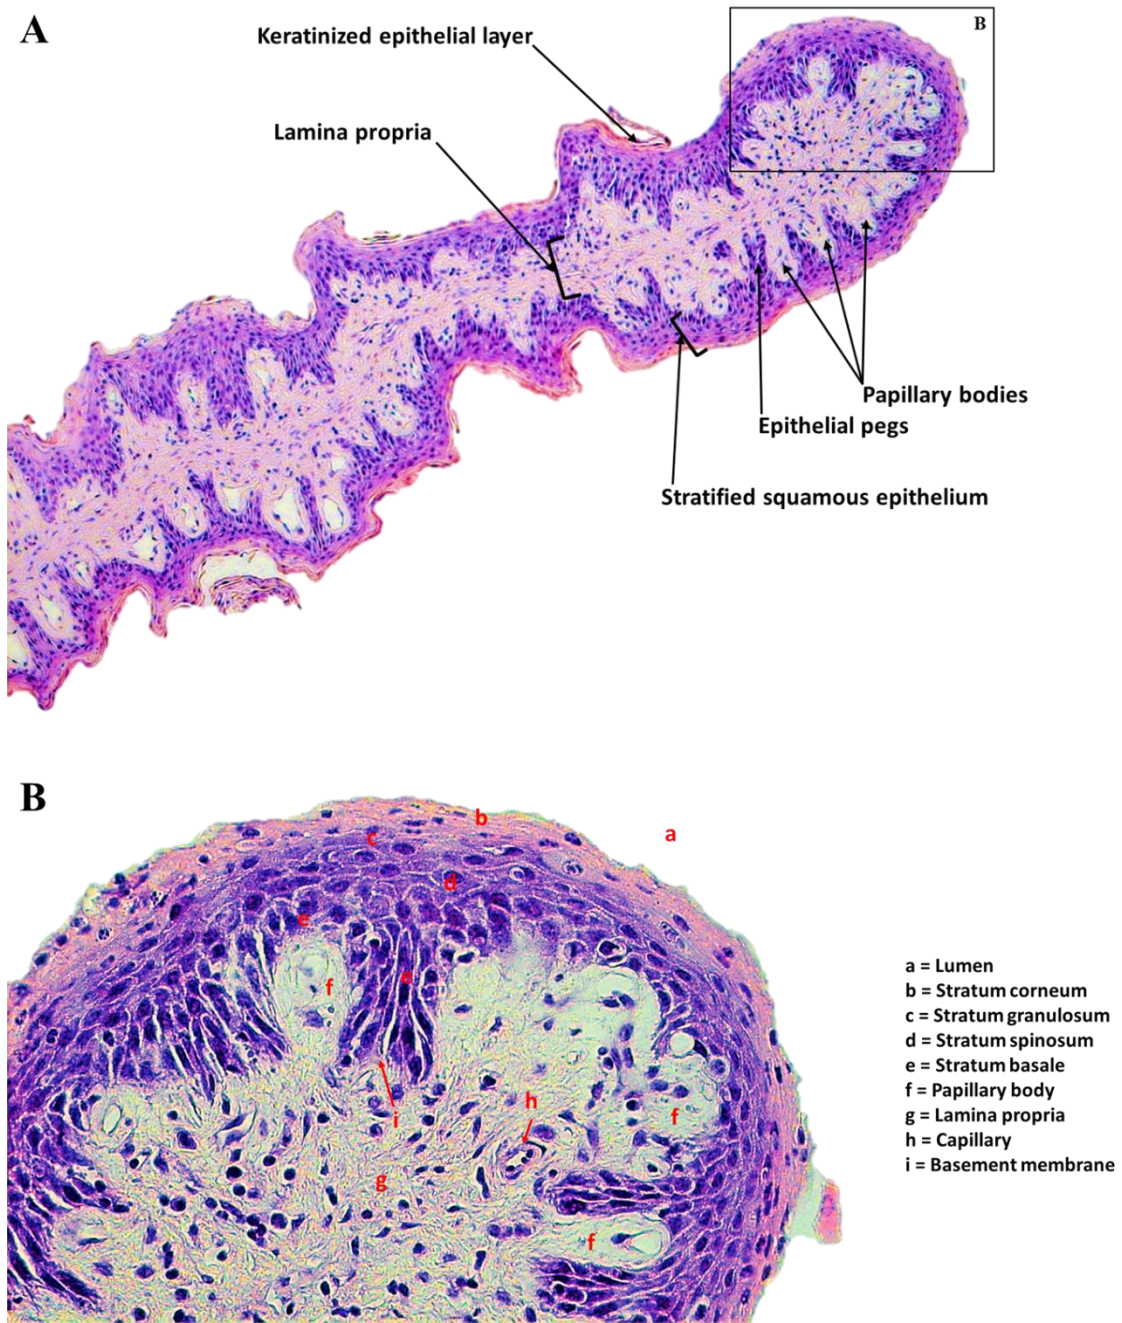 A
Keratinized epithelial layer
B
Lamina propria
Papillary bodies
Epithelial pegs
Stratified squamous epithelium
B
b
a
c
d
e
e
f
h
f
i
g
f
a = Lumen
b = Stratum corneum
c = Stratum granulosum
d = Stratum spinosum
e = Stratum basale
f = Papillary body
g = Lamina propria
h = Capillary
i = Basement membrane